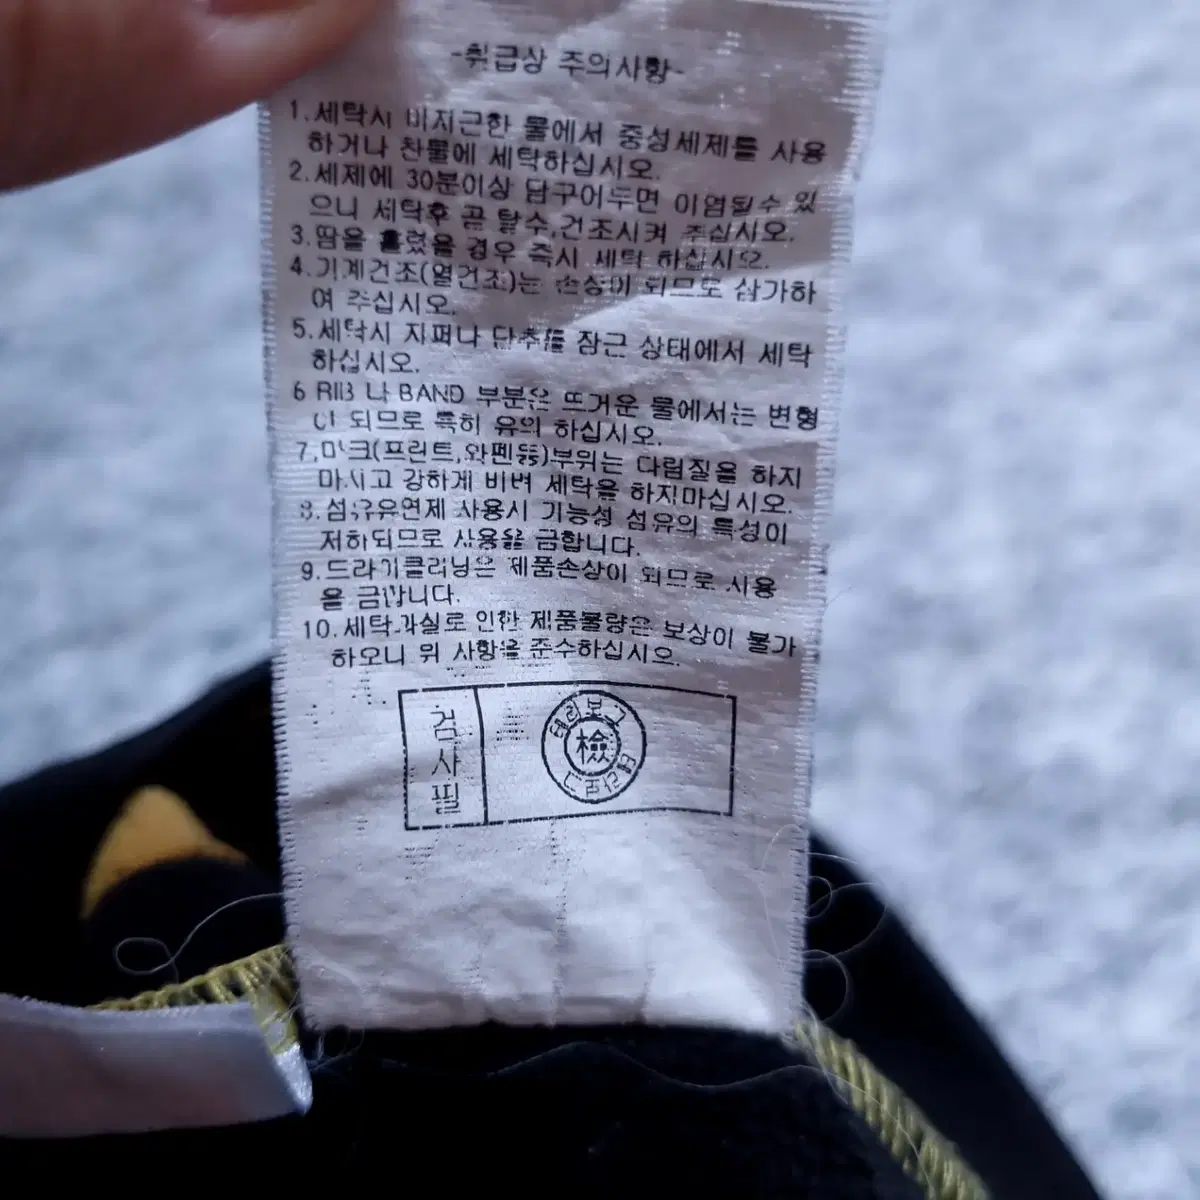 -취급상 주의사항-
1.세탁시 미지근한 물에서 중성세제를 사용
하거나 찬물에 세탁하십시오.
2.세제에 30분이상 담구어두면 이염될수 있
으니 세탁후 곧 탈수,건조시켜 주십시오.
3.땀을 흘렸을 경우 즉시 세탁 하십시오.
4.기계건조(열건조)는 손상이 되므로 삼가하
여 주십시오.
5.세탁시 지퍼나 단추를 잠근 상태에서 세탁
하십시오.
6 RIB 나 BAND 부분은 뜨거운 물에서는 변형
이 되므로 특히 유의 하십시오.
7,마크(프린트,와펜등)부위는 다림질을 하지
마시고 강하게 비벼 세탁을 하지마십시오.
8.섬유유연제 사용시 기능성 섬유의 특성이
저하되므로 사용을 금합니다.
9.드라이클리닝은 제품손상이 되므로 사용
을 금합니다.
10.세탁과실로 인한 제품불량은 보상이 불가
하오니 위 사항을 준수하십시오.
검사필
檢